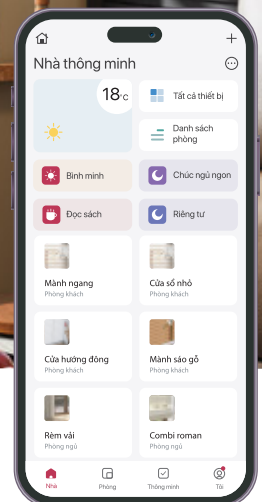 Nhà thông minh
18°C
Tất cả thiết bị
Danh sách
phòng
Bình minh
Chúc ngủ ngon
Đọc sách
Riêng tư
Mành ngang
Phòng khách
Cửa sổ nhỏ
Phòng khách
Cửa hướng đông
Phòng khách
Mành sáo gỗ
Phòng khách
Rèm vải
Phòng ngủ
Combi roman
Phòng ngủ
Nhà
Phòng
Thông minh
Tôi